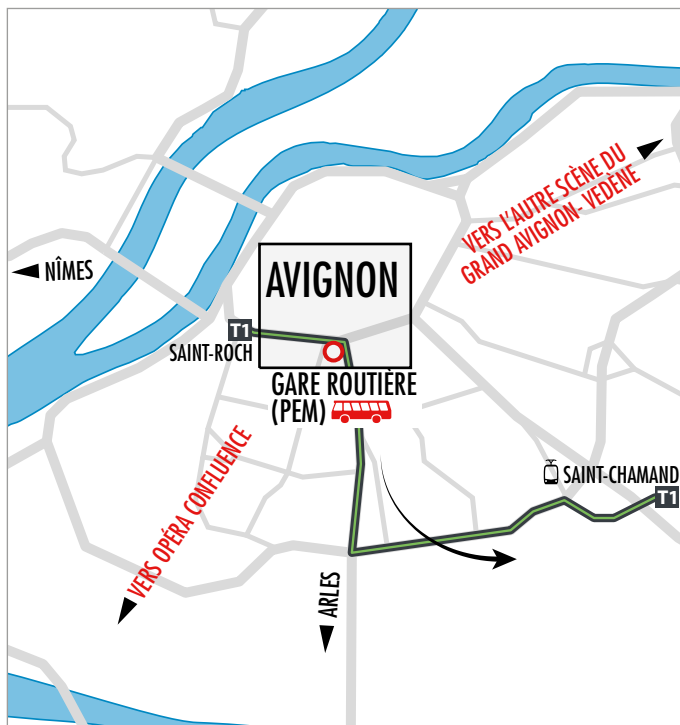 VERS L'AUTRE SCÈNE DU
GRAND AVIGNON-VEDÈNE
NÎMES
AVIGNON
T1
SAINT-ROCH
GARE ROUTIÈRE
(PEM)
VERS OPÉRA CONFLUENCE
SAINT-CHAMAND
T1
ARLES